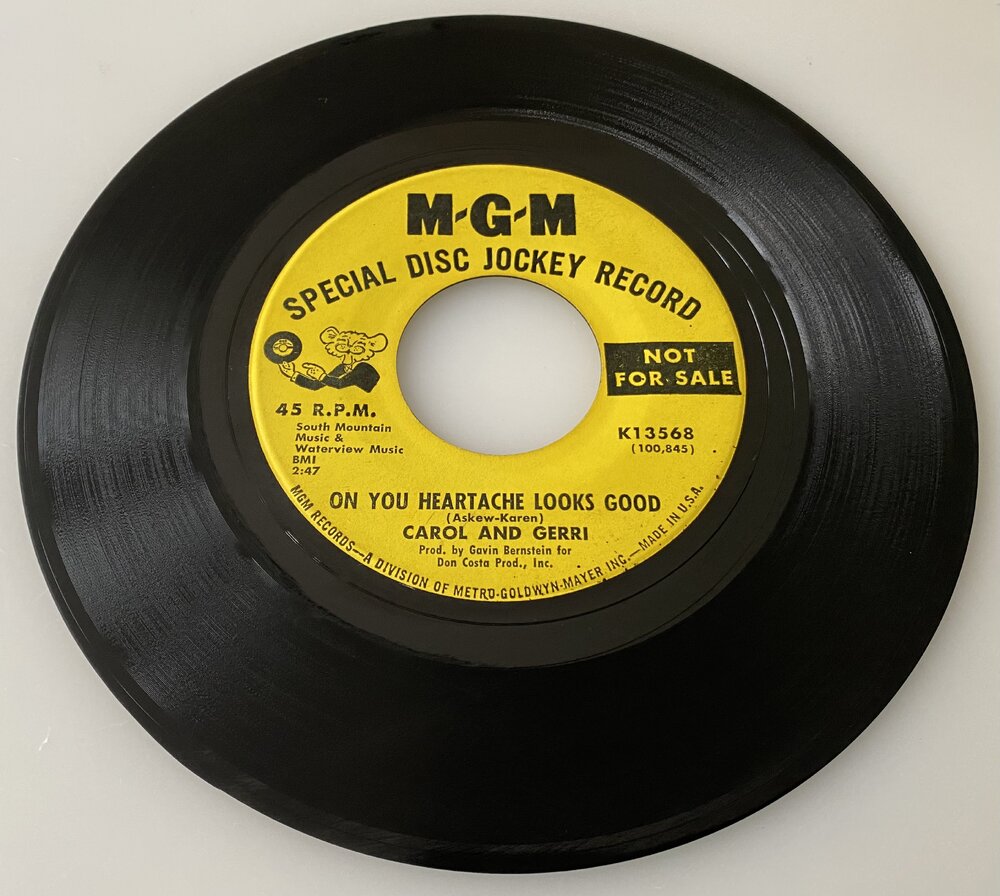 M-G-M
SPECIAL DISC JOCKEY RECORD
NOT
FOR SALE
45 R.P.M.
South Mountain
Music &
Waterview Music
BMI
2:47
K13568
(100,845)
ON YOU HEARTACHE LOOKS GOOD
(Askew-Karen)
CAROL AND GERRI
Prod. by Gavin Bernstein for
Don Costa Prod., Inc.
MGM RECORDS—A DIVISION OF METRO-GOLDWYN-MAYER INC.—MADE IN U.S.A.